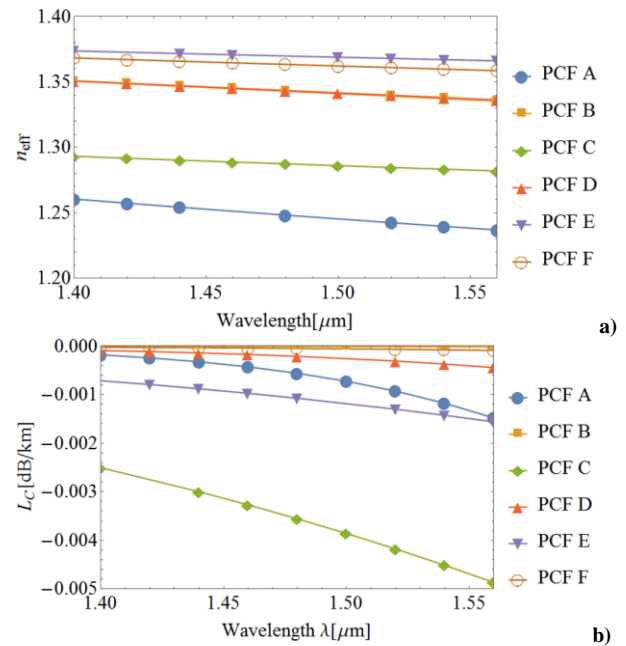 1.40
1.35
1.30
1.25
1.20
n_eff
1.40 1.45 1.50 1.55
Wavelength[μm]
PCF A
PCF B
PCF C
PCF D
PCF E
PCF F
a)
0.000
-0.001
-0.002
-0.003
-0.004
-0.005
L_C[dB/km]
1.40 1.45 1.50 1.55
Wavelength λ[μm]
PCF A
PCF B
PCF C
PCF D
PCF E
PCF F
b)